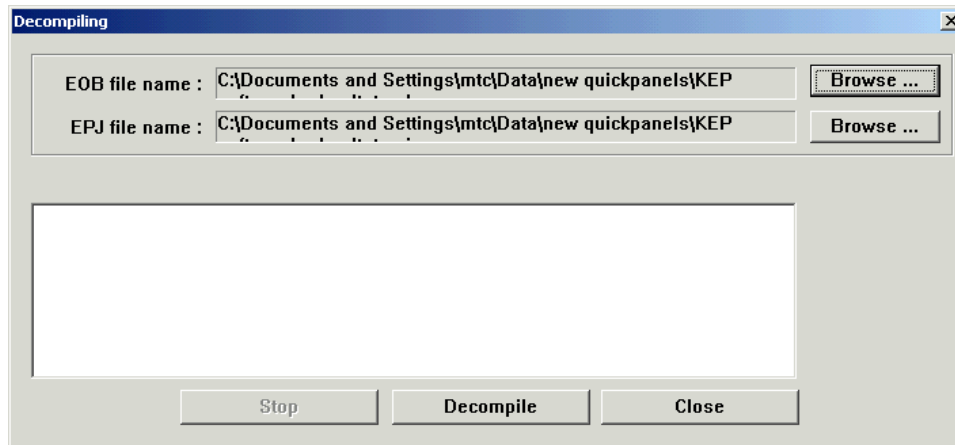 Decompiling
EOB file name :
C:\Documents and Settings\mtc\Data\new quickpanels\KEP
Browse ...
EPJ file name :
C:\Documents and Settings\mtc\Data\new quickpanels\KEP
Browse ...
Stop
Decompile
Close